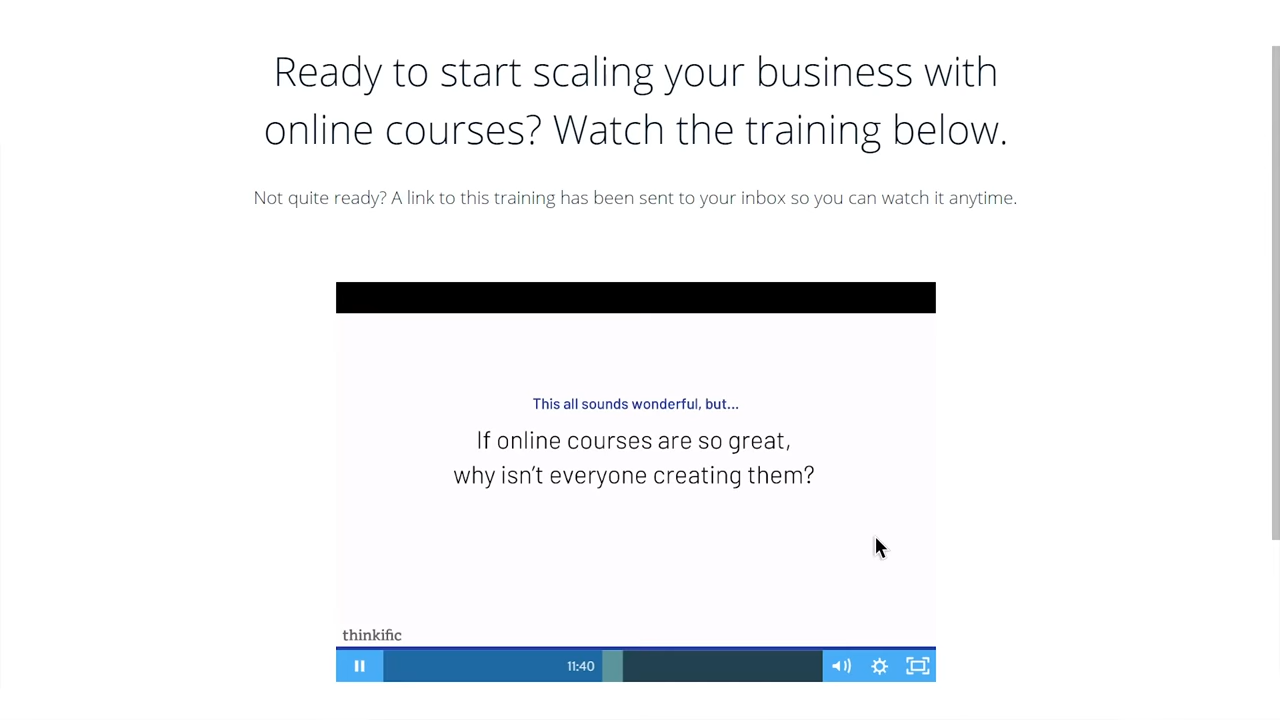 Ready to start scaling your business with
online courses? Watch the training below.
Not quite ready? A link to this training has been sent to your inbox so you can watch it anytime.
This all sounds wonderful, but...
If online courses are so great,
why isn't everyone creating them?
thinkific
11:40